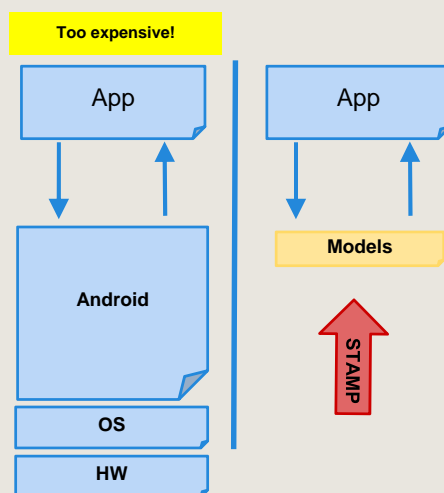 Too expensive!
App
Android
OS
HW
App
Models
STAMP